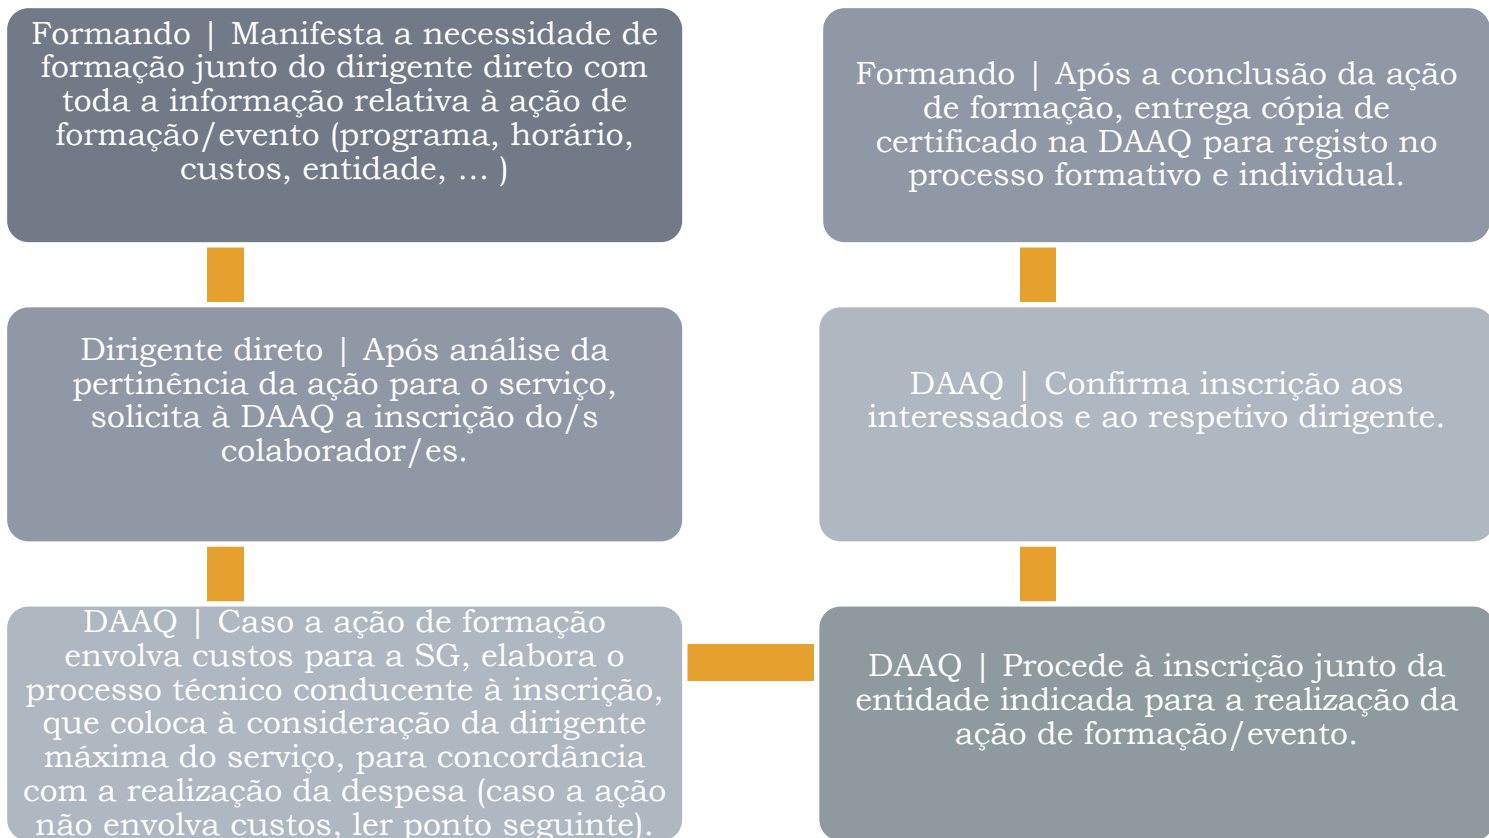 Formando | Manifesta a necessidade de
formação junto do dirigente direto com
toda a informação relativa à ação de
formação/evento (programa, horário,
custos, entidade, … )
Dirigente direto | Após análise da
pertinência da ação para o serviço,
solicita à DAAQ a inscrição do/s
colaborador/es.
DAAQ | Caso a ação de formação
envolva custos para a SG, elabora o
processo técnico conducente à inscrição,
que coloca à consideração da dirigente
máxima do serviço, para concordância
com a realização da despesa (caso a ação
não envolva custos, ler ponto seguinte).
DAAQ | Procede à inscrição junto da
entidade indicada para a realização da
ação de formação/evento.
DAAQ | Confirma inscrição aos
interessados e ao respetivo dirigente.
Formando | Após a conclusão da ação
de formação, entrega cópia de
certificado na DAAQ para registo no
processo formativo e individual.